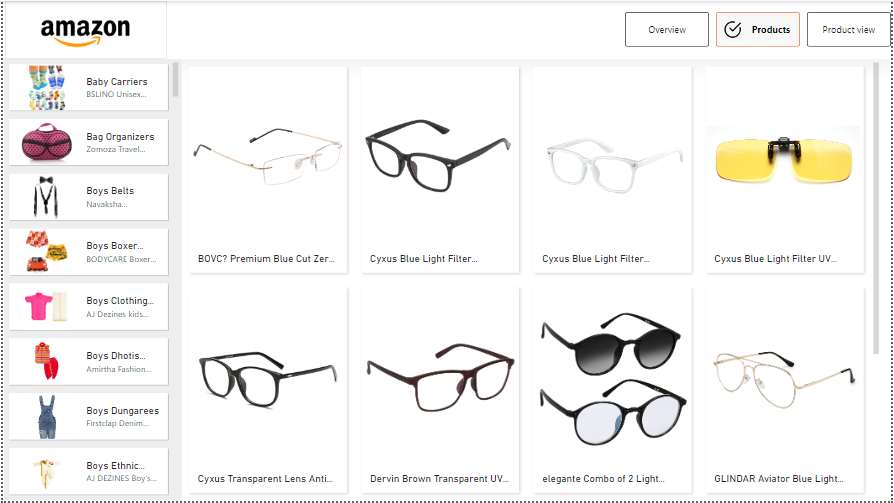 amazon
Overview
Products
Product view
Baby Carriers
BSLINO Unisex...
Bag Organizers
Zomoza Travel...
Boys Belts
Navaksha...
Boys Boxer...
BODYCARE Boxer...
Boys Clothing...
AJ Dezines kids...
Boys Dhotis...
Amirtha Fashion...
Boys Dungarees
Firstclap Denim...
Boys Ethnic...
AJ DEZINES Boy's...
BOVC? Premium Blue Cut Zer...
Cyxus Blue Light Filter...
Cyxus Blue Light Filter...
Cyxus Blue Light Filter UV...
Cyxus Transparent Lens Anti...
Dervin Brown Transparent UV...
elegante Combo of 2 Light...
GLINDAR Aviator Blue Light...